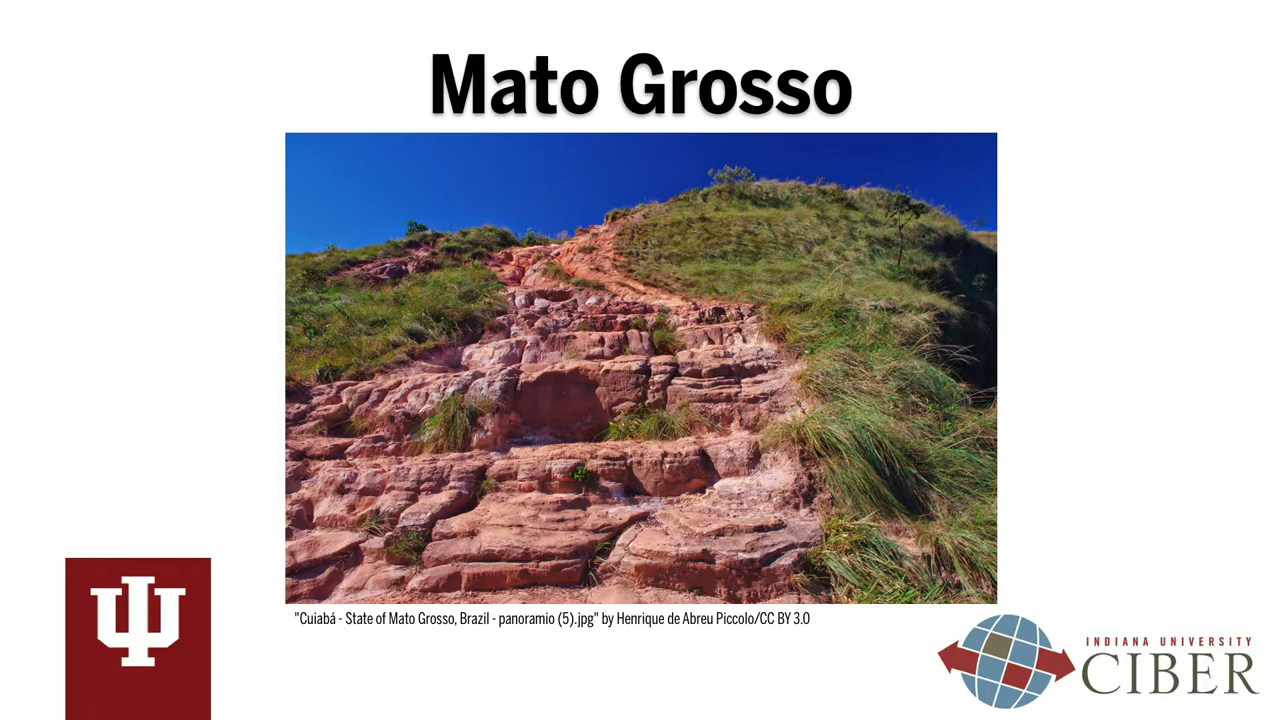 Mato Grosso
"Cuiabá - State of Mato Grosso, Brazil - panoramio (5).jpg" by Henrique de Abreu Piccolo/CC BY 3.0
INDIANA UNIVERSITY
CIBER